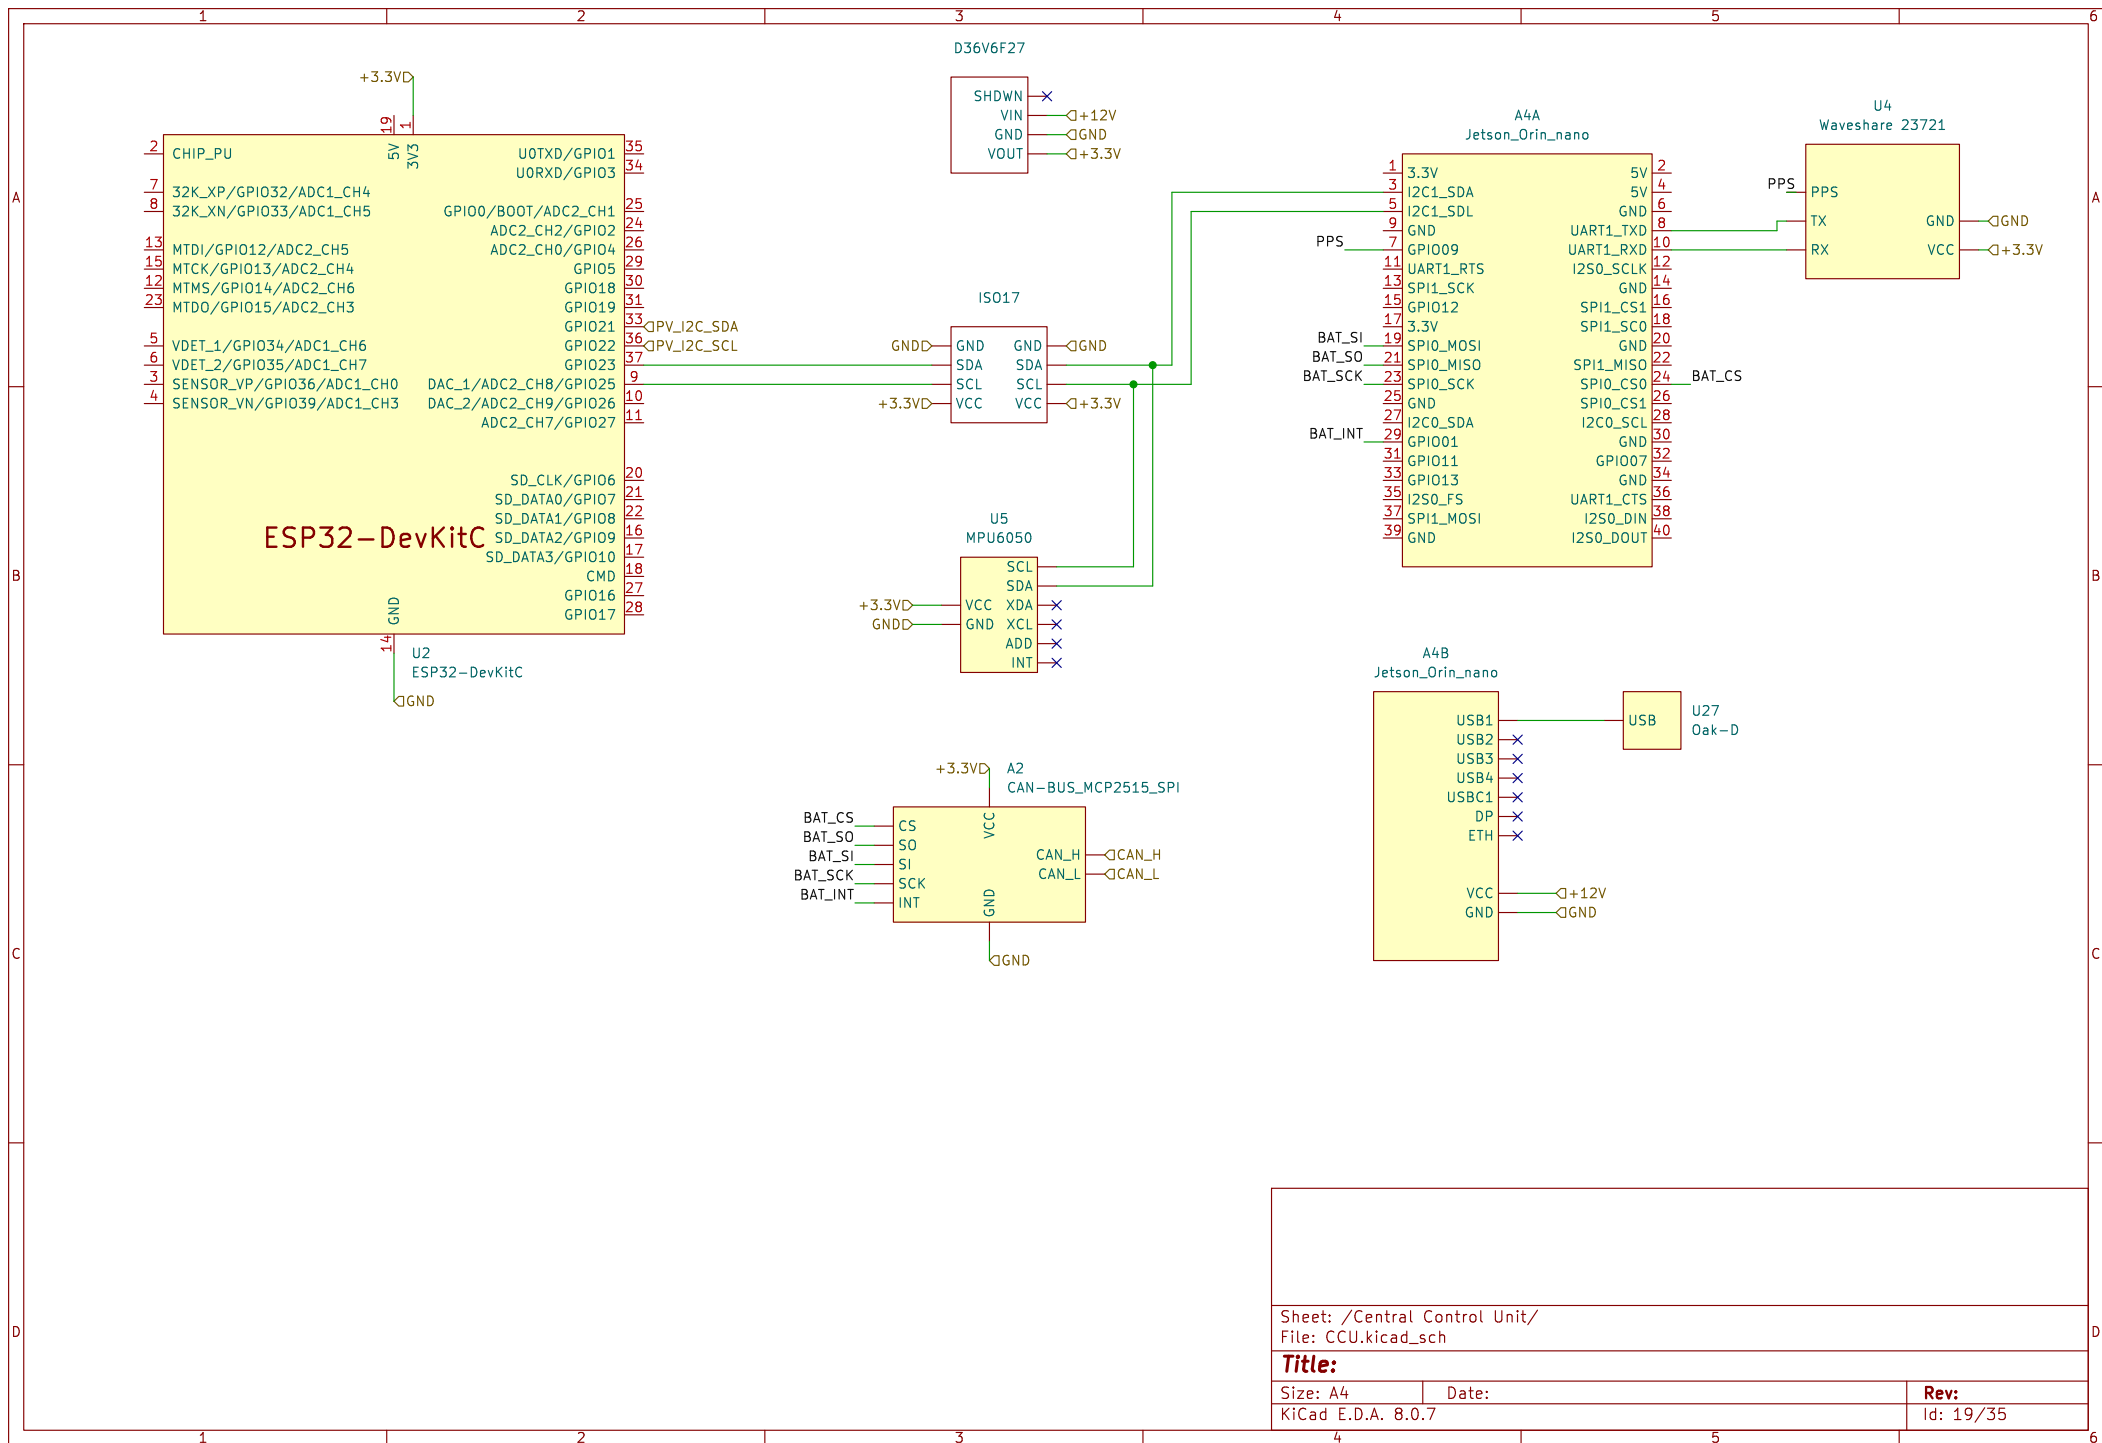 1 2 3 4 5 6
A
B
C
D
+3.3V
19 1
5V 3V3
2 CHIP_PU
7 32K_XP/GPIO32/ADC1_CH4
8 32K_XN/GPIO33/ADC1_CH5
13 MTDI/GPIO12/ADC2_CH5
15 MTCK/GPIO13/ADC2_CH4
12 MTMS/GPIO14/ADC2_CH6
23 MTDO/GPIO15/ADC2_CH3
5 VDET_1/GPIO34/ADC1_CH6
6 VDET_2/GPIO35/ADC1_CH7
3 SENSOR_VP/GPIO36/ADC1_CH0
4 SENSOR_VN/GPIO39/ADC1_CH3
U0TXD/GPIO1 35
U0RXD/GPIO3 34
GPIO0/BOOT/ADC2_CH1 25
ADC2_CH2/GPIO2 24
ADC2_CH0/GPIO4 26
GPIO5 29
GPIO18 30
GPIO19 31
GPIO21 33 PV_I2C_SDA
GPIO22 36 PV_I2C_SCL
GPIO23 37
DAC_1/ADC2_CH8/GPIO25 9
DAC_2/ADC2_CH9/GPIO26 10
ADC2_CH7/GPIO27 11
SD_CLK/GPIO6 20
SD_DATA0/GPIO7 21
SD_DATA1/GPIO8 22
SD_DATA2/GPIO9 16
SD_DATA3/GPIO10 17
CMD 18
GPIO16 27
GPIO17 28
ESP32-DevKitC
GND
14
U2
ESP32-DevKitC
GND
D36V6F27
SHDWN
VIN +12V
GND GND
VOUT +3.3V
ISO17
GND GND GND GND
SDA SDA
SCL SCL
+3.3V VCC VCC +3.3V
U5
MPU6050
SCL
SDA
+3.3V VCC XDA
GND GND XCL
ADD
INT
+3.3V
A2
CAN-BUS_MCP2515_SPI
VCC
BAT_CS CS
BAT_SO SO
BAT_SI SI
BAT_SCK SCK
BAT_INT INT
CAN_H CAN_H
CAN_L CAN_L
GND
GND
A4A
Jetson_Orin_nano
1 3.3V 5V 2
3 I2C1_SDA 5V 4
5 I2C1_SDL GND 6
9 GND UART1_TXD 8
PPS 7 GPIO09 UART1_RXD 10
11 UART1_RTS I2S0_SCLK 12
13 SPI1_SCK GND 14
15 GPIO12 SPI1_CS1 16
17 3.3V SPI1_SC0 18
BAT_SI 19 SPI0_MOSI GND 20
BAT_SO 21 SPI0_MISO SPI1_MISO 22
BAT_SCK 23 SPI0_SCK SPI0_CS0 24 BAT_CS
25 GND SPI0_CS1 26
27 I2C0_SDA I2C0_SCL 28
BAT_INT 29 GPIO01 GND 30
31 GPIO11 GPIO07 32
33 GPIO13 GND 34
35 I2S0_FS UART1_CTS 36
37 SPI1_MOSI I2S0_DIN 38
39 GND I2S0_DOUT 40
U4
Waveshare 23721
PPS PPS
TX GND GND
RX VCC +3.3V
A4B
Jetson_Orin_nano
USB1
USB2
USB3
USB4
USBC1
DP
ETH
VCC +12V
GND GND
USB
U27
Oak-D
Sheet: /Central Control Unit/
File: CCU.kicad_sch
Title:
Size: A4 Date: Rev:
KiCad E.D.A. 8.0.7 Id: 19/35
A
B
C
D
1 2 3 4 5 6